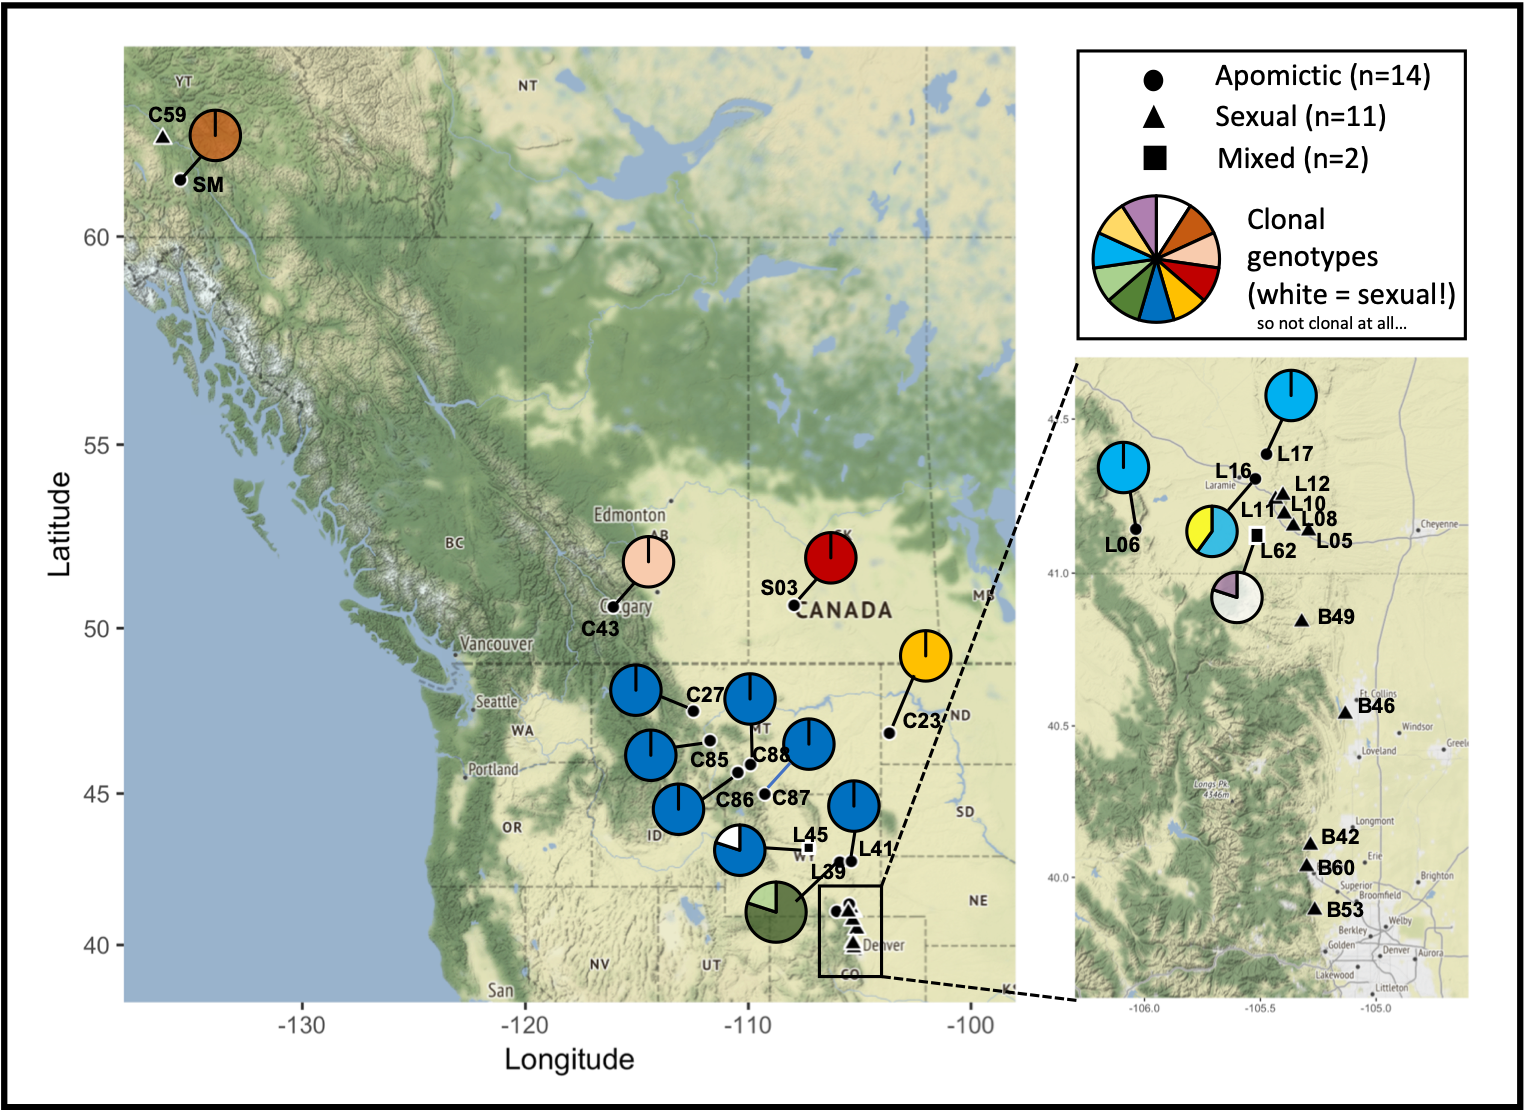 YT
NT
C59
SM
60
55
50
45
40
Latitude
Edmonton
AB
BC
SK
S03
CANADA
MB
Calgary
C43
Vancouver
Seattle
WA
C27
MT
C23
ND
C85
C88
Portland
C86
C87
SD
OR
ID
L45
WY
L41
L39
NE
Denver
NV
UT
CO
San
KS
-130
-120
-110
-100
Longitude
Apomictic (n=14)
Sexual (n=11)
Mixed (n=2)
Clonal
genotypes
(white = sexual!)
so not clonal at all...
L17
L16
Laramie
L12
L11
L10
L08
L05
Cheyenne
L06
L62
41.0
B49
Ft Collins
B46
40.5
Windsor
Loveland
Longs Pk
4346m
Longmont
B42
Erie
B60
40.0
Brighton
Superior
Broomfield
B53
Welby
Berkley
Golden
Denver
Aurora
Lakewood
Littleton
-106.0
-105.5
-105.0